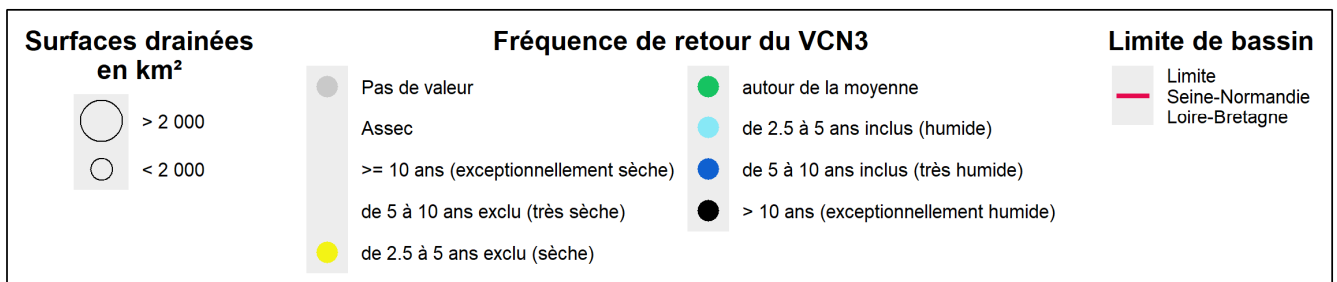 Surfaces drainées
en km²
> 2 000
< 2 000
Fréquence de retour du VCN3
Pas de valeur
Assec
>= 10 ans (exceptionnellement sèche)
de 5 à 10 ans exclu (très sèche)
de 2.5 à 5 ans exclu (sèche)
autour de la moyenne
de 2.5 à 5 ans inclus (humide)
de 5 à 10 ans inclus (très humide)
> 10 ans (exceptionnellement humide)
Limite de bassin
Limite
Seine-Normandie
Loire-Bretagne